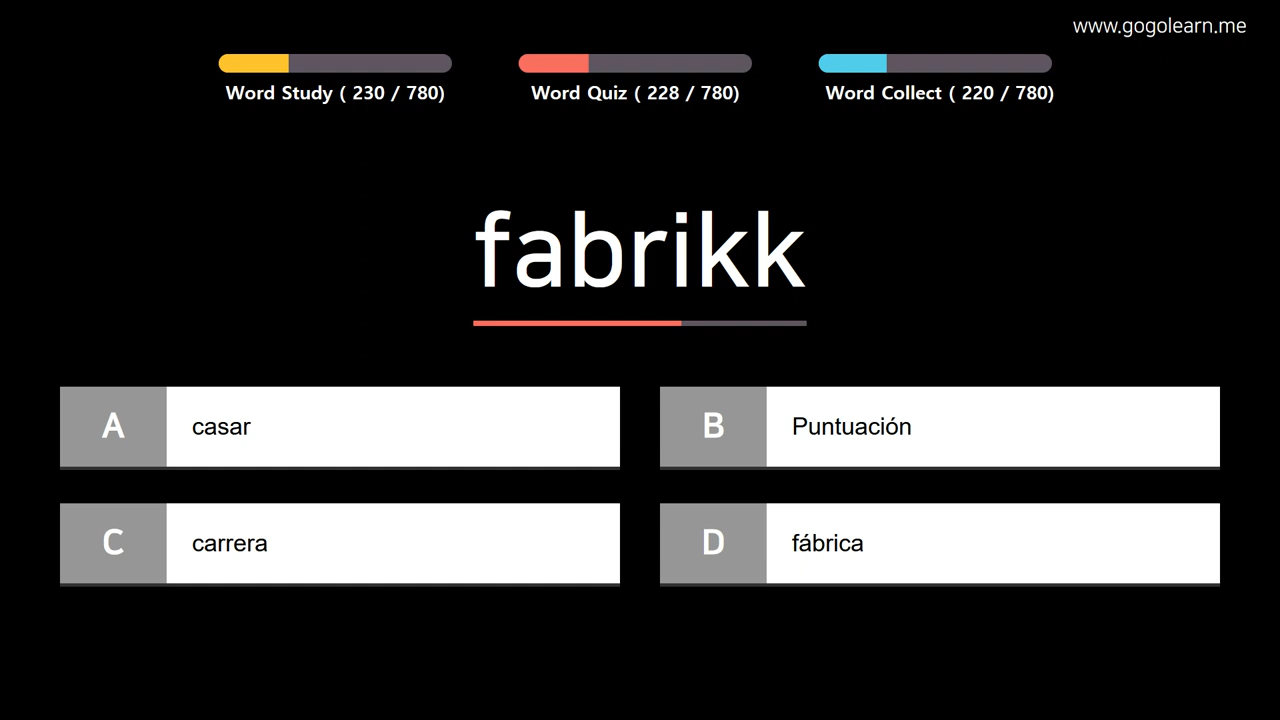 www.gogolearn.me
Word Study ( 230 / 780)
Word Quiz ( 228 / 780)
Word Collect ( 220 / 780)
fabrikk
A casar
B Puntuación
C carrera
D fábrica